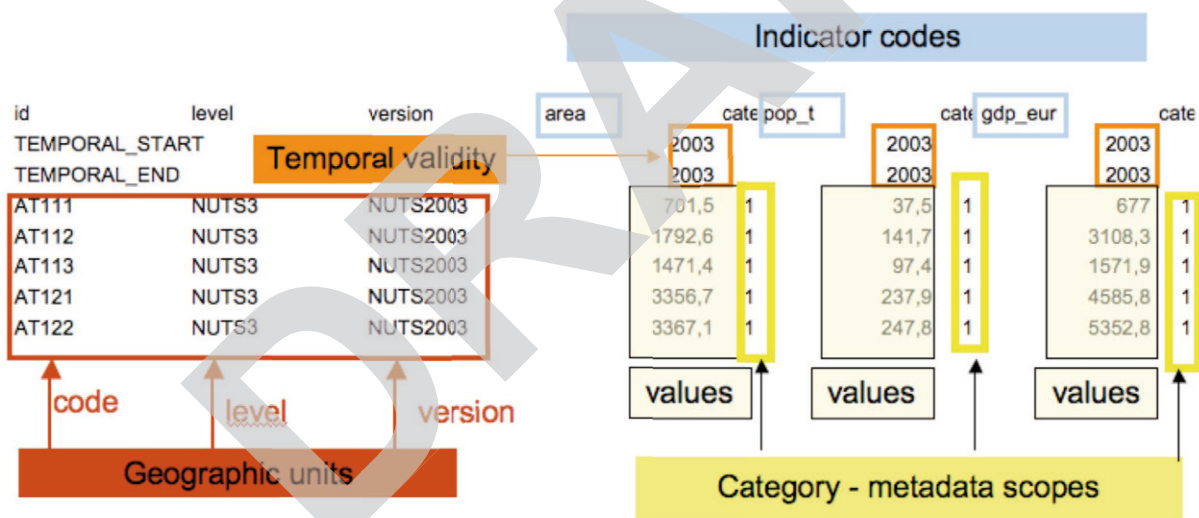 Indicator codes
id level version area cate pop_t cate gdp_eur cate
TEMPORAL_START 2003 2003 2003
Temporal validity
TEMPORAL_END 2003 2003 2003
AT111 NUTS3 NUTS2003 701,5 1 37,5 1 677 1
AT112 NUTS3 NUTS2003 1792,6 1 141,7 1 3108,3 1
AT113 NUTS3 NUTS2003 1471,4 1 97,4 1 1571,9 1
AT121 NUTS3 NUTS2003 3356,7 1 237,9 1 4585,8 1
AT122 NUTS3 NUTS2003 3367,1 1 247,8 1 5352,8 1
code level version values values values
Geographic units
Category - metadata scopes
DRA